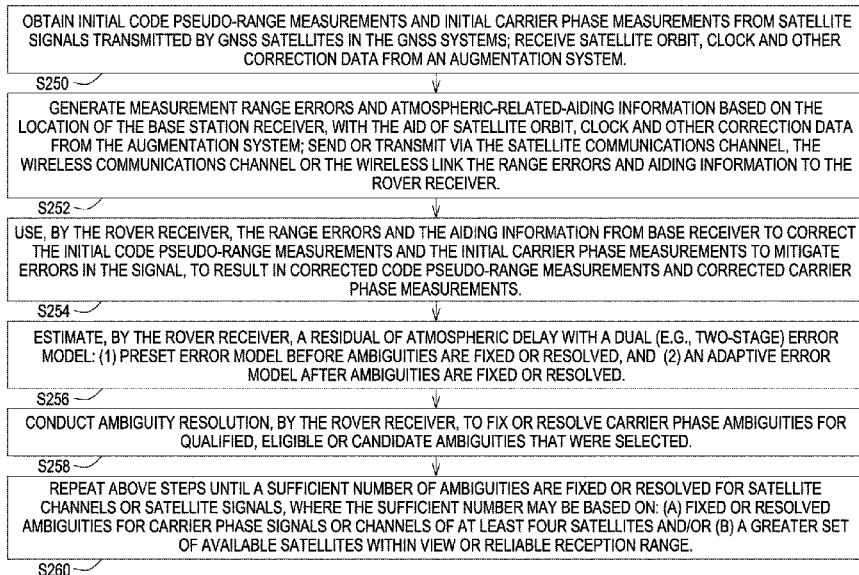 OBTAIN INITIAL CODE PSEUDO-RANGE MEASUREMENTS AND INITIAL CARRIER PHASE MEASUREMENTS FROM SATELLITE
SIGNALS TRANSMITTED BY GNSS SATELLITES IN THE GNSS SYSTEMS; RECEIVE SATELLITE ORBIT, CLOCK AND OTHER
CORRECTION DATA FROM AN AUGMENTATION SYSTEM.
S250
GENERATE MEASUREMENT RANGE ERRORS AND ATMOSPHERIC-RELATED-AIDING INFORMATION BASED ON THE
LOCATION OF THE BASE STATION RECEIVER, WITH THE AID OF SATELLITE ORBIT, CLOCK AND OTHER CORRECTION DATA
FROM THE AUGMENTATION SYSTEM; SEND OR TRANSMIT VIA THE SATELLITE COMMUNICATIONS CHANNEL, THE
WIRELESS COMMUNICATIONS CHANNEL OR THE WIRELESS LINK THE RANGE ERRORS AND AIDING INFORMATION TO THE
ROVER RECEIVER.
S252
USE, BY THE ROVER RECEIVER, THE RANGE ERRORS AND THE AIDING INFORMATION FROM BASE RECEIVER TO CORRECT
THE INITIAL CODE PSEUDO-RANGE MEASUREMENTS AND THE INITIAL CARRIER PHASE MEASUREMENTS TO MITIGATE
ERRORS IN THE SIGNAL, TO RESULT IN CORRECTED CODE PSEUDO-RANGE MEASUREMENTS AND CORRECTED CARRIER
PHASE MEASUREMENTS.
S254
ESTIMATE, BY THE ROVER RECEIVER, A RESIDUAL OF ATMOSPHERIC DELAY WITH A DUAL (E.G., TWO-STAGE) ERROR
MODEL: (1) PRESET ERROR MODEL BEFORE AMBIGUITIES ARE FIXED OR RESOLVED, AND (2) AN ADAPTIVE ERROR
MODEL AFTER AMBIGUITIES ARE FIXED OR RESOLVED.
S256
CONDUCT AMBIGUITY RESOLUTION, BY THE ROVER RECEIVER, TO FIX OR RESOLVE CARRIER PHASE AMBIGUITIES FOR
QUALIFIED, ELIGIBLE OR CANDIDATE AMBIGUITIES THAT WERE SELECTED.
S258
REPEAT ABOVE STEPS UNTIL A SUFFICIENT NUMBER OF AMBIGUITIES ARE FIXED OR RESOLVED FOR SATELLITE
CHANNELS OR SATELLITE SIGNALS, WHERE THE SUFFICIENT NUMBER MAY BE BASED ON: (A) FIXED OR RESOLVED
AMBIGUITIES FOR CARRIER PHASE SIGNALS OR CHANNELS OF AT LEAST FOUR SATELLITES AND/OR (B) A GREATER SET
OF AVAILABLE SATELLITES WITHIN VIEW OR RELIABLE RECEPTION RANGE.
S260